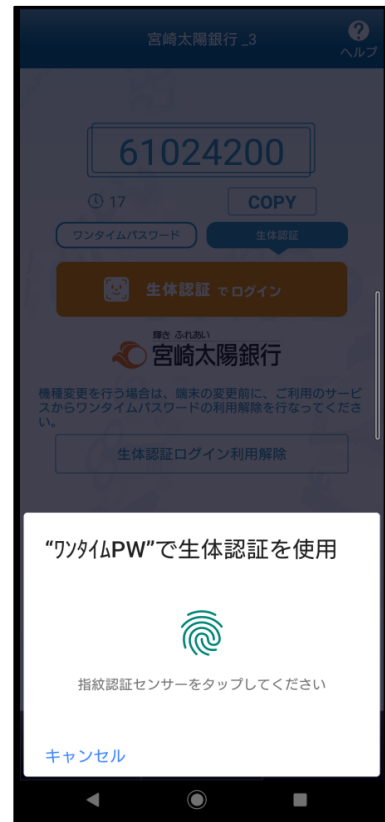 宮崎太陽銀行_3
?
ヘルプ
61024200
17
COPY
ワンタイムパスワード
生体認証
生体認証 でログイン
輝き ふれあい
宮崎太陽銀行
機種変更を行う場合は、端末の変更前に、ご利用のサービ
スからワンタイムパスワードの利用解除を行なってくださ
い。
生体認証ログイン利用解除
“ワンタイムPW”で生体認証を使用
指紋認証センサーをタップしてください
キャンセル